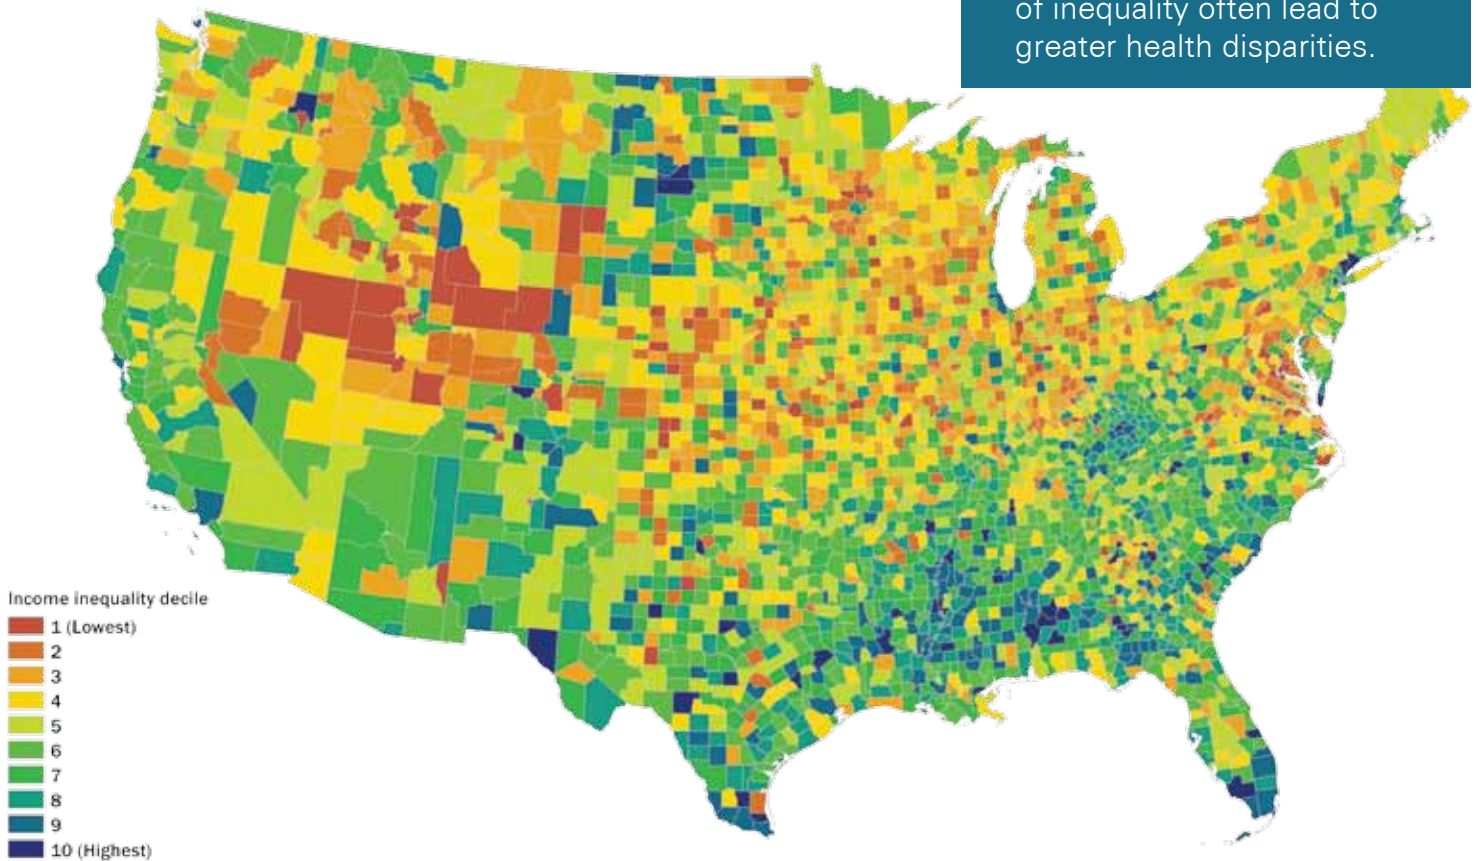 of inequality often lead to
greater health disparities.
Income inequality decile
1 (Lowest)
2
3
4
5
6
7
8
9
10 (Highest)